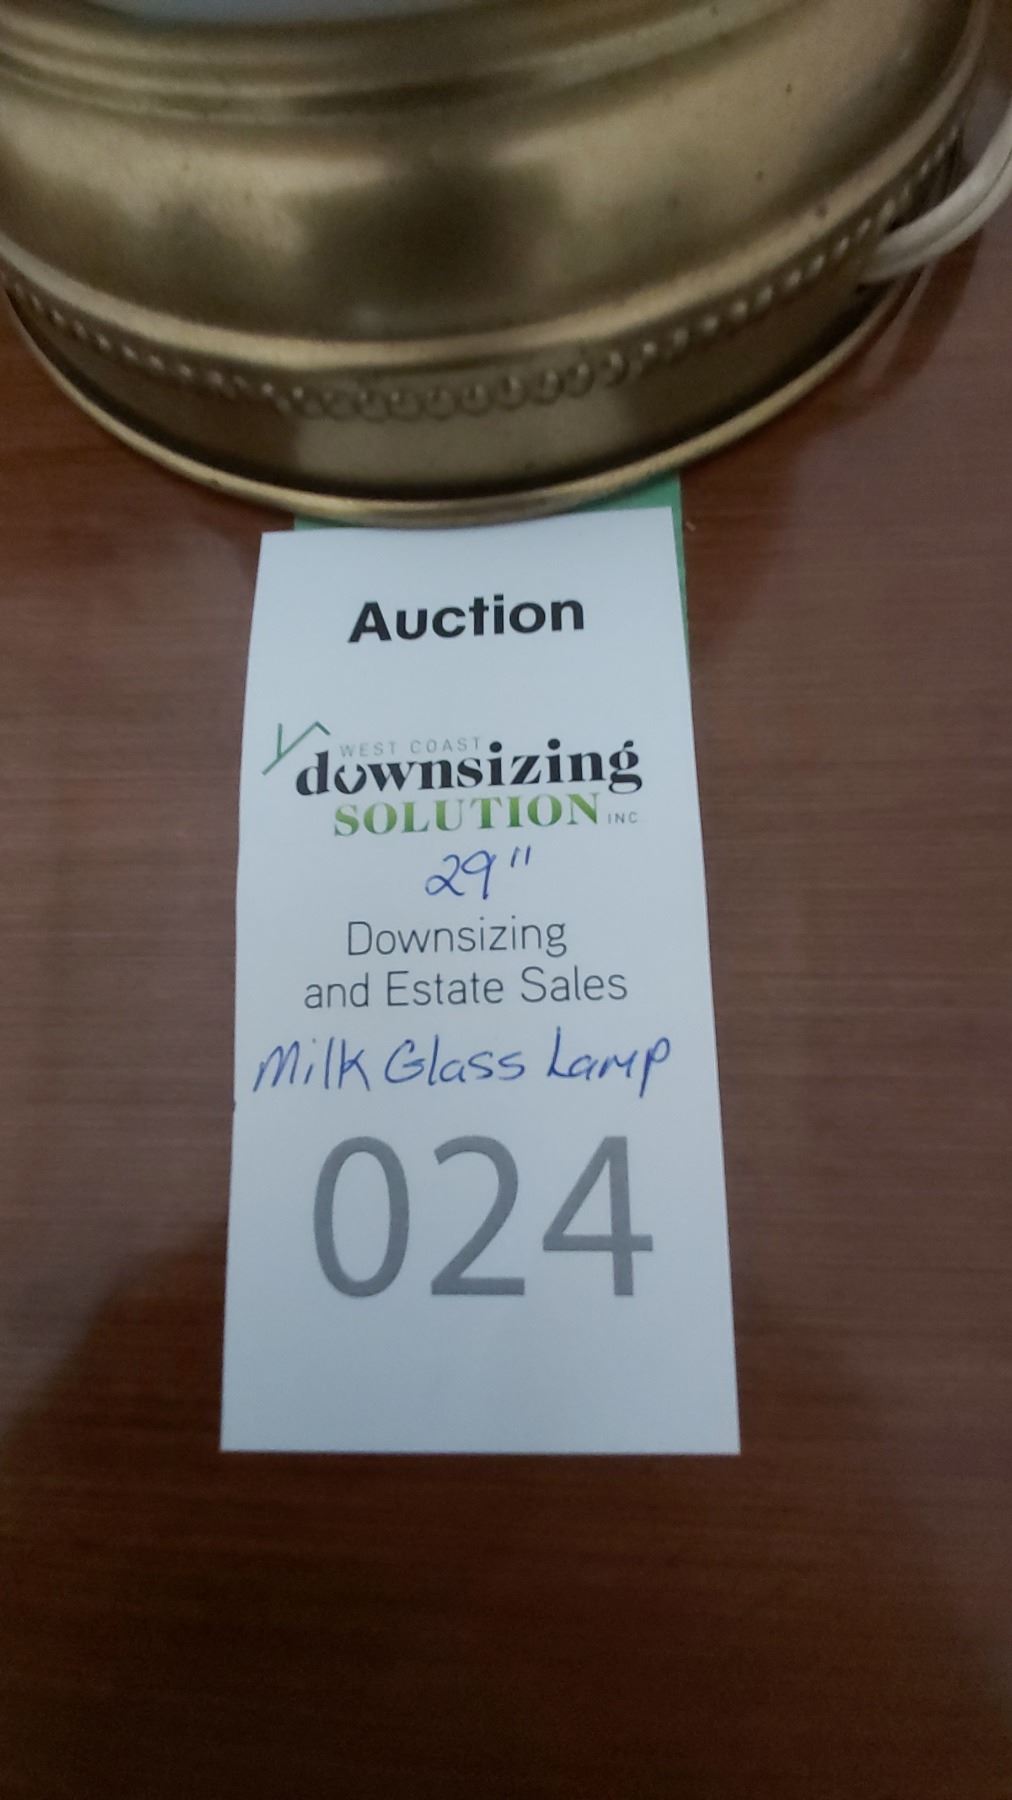 Auction
WEST COAST
downsizing
SOLUTION INC
29"
Downsizing
and Estate Sales
Milk Glass Lamp
024